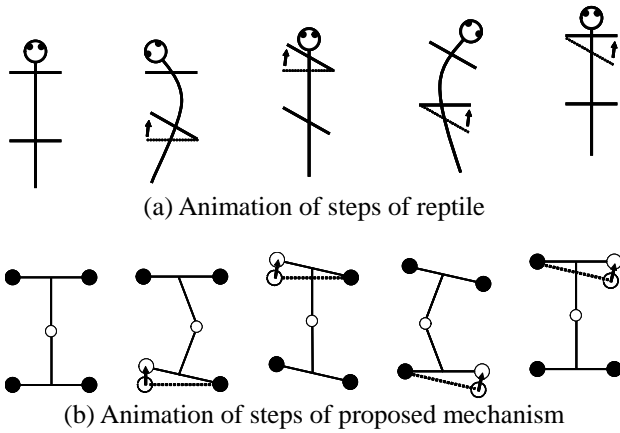 (a) Animation of steps of reptile
(b) Animation of steps of proposed mechanism